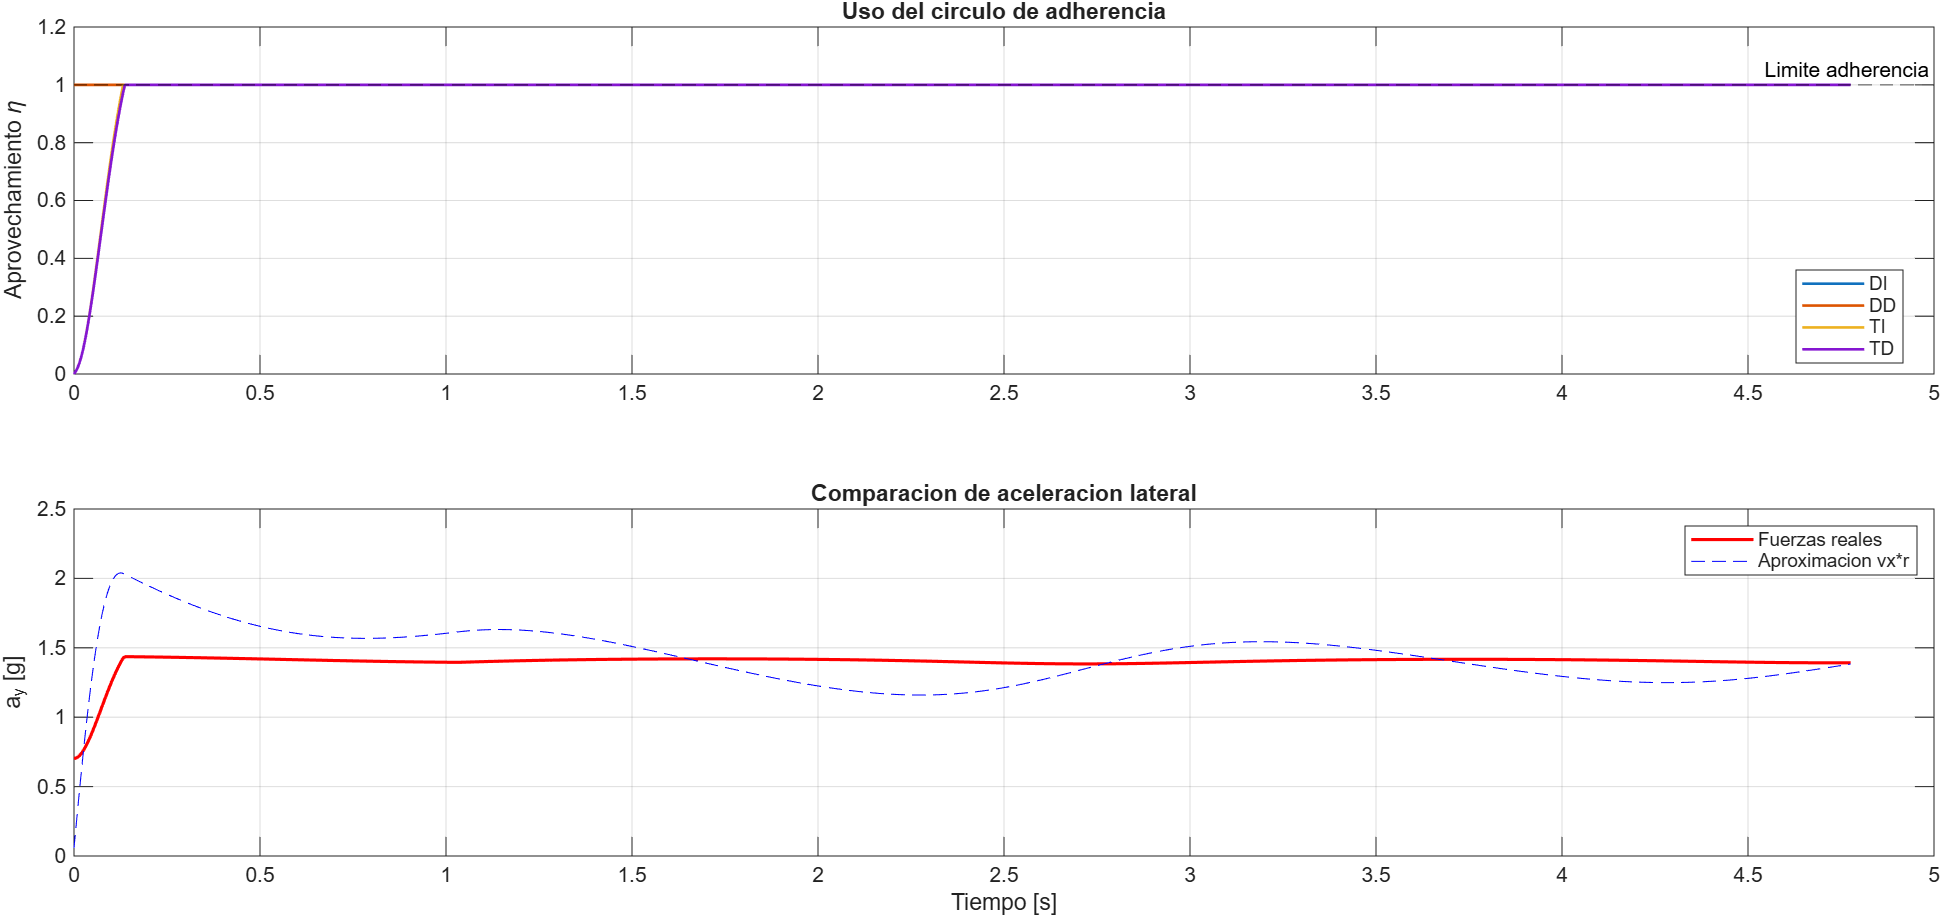 Uso del circulo de adherencia
Aprovechamiento η
1.2
1
0.8
0.6
0.4
0.2
0
Limite adherencia
DI
DD
TI
TD
0 0.5 1 1.5 2 2.5 3 3.5 4 4.5 5
Comparacion de aceleracion lateral
a_y [g]
2.5
2
1.5
1
0.5
0
Fuerzas reales
Aproximacion vx*r
0 0.5 1 1.5 2 2.5 3 3.5 4 4.5 5
Tiempo [s]